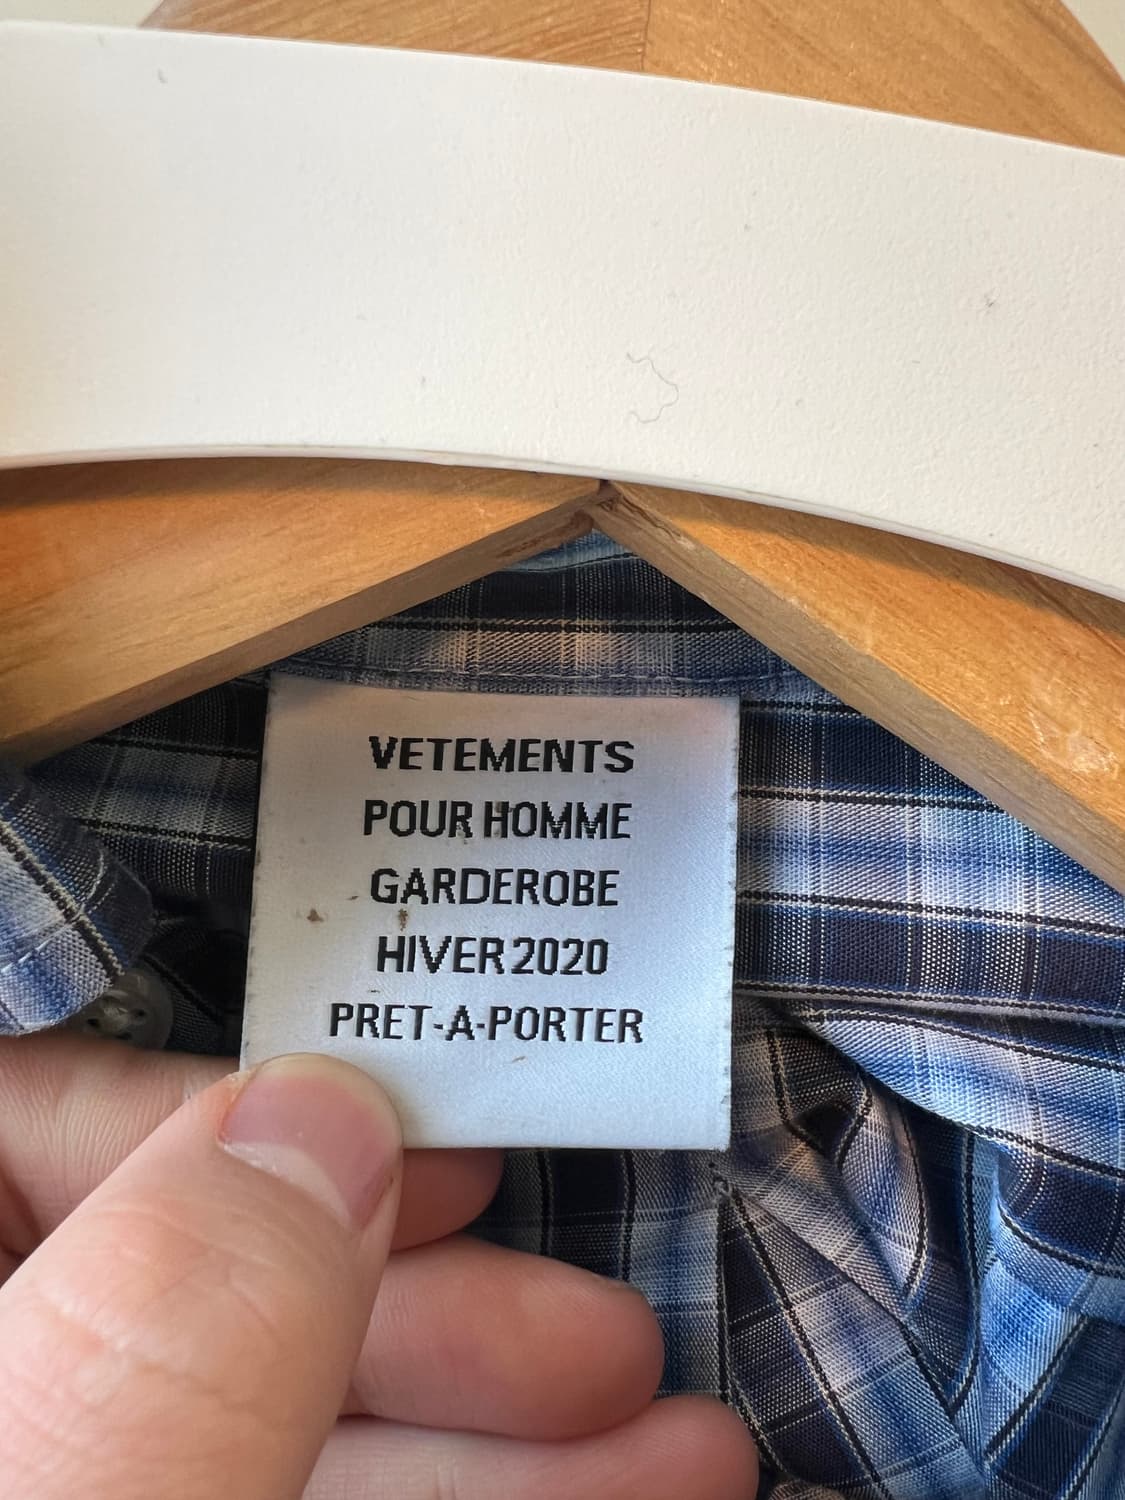 VETEMENTS
POUR HOMME
GARDEROBE
HIVER 2020
PRET-A-PORTER